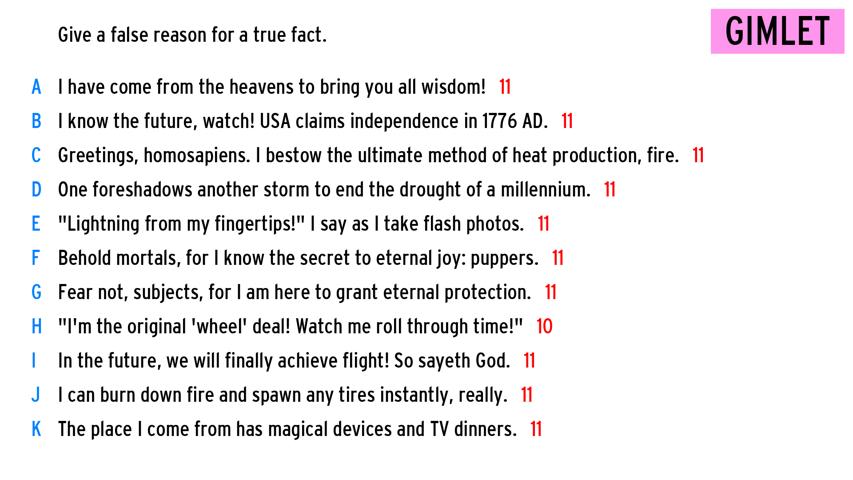 Give a false reason for a true fact.
GIMLET
A I have come from the heavens to bring you all wisdom! 11
B I know the future, watch! USA claims independence in 1776 AD. 11
C Greetings, homosapiens. I bestow the ultimate method of heat production, fire. 11
D One foreshadows another storm to end the drought of a millennium. 11
E "Lightning from my fingertips!" I say as I take flash photos. 11
F Behold mortals, for I know the secret to eternal joy: puppers. 11
G Fear not, subjects, for I am here to grant eternal protection. 11
H "I'm the original 'wheel' deal! Watch me roll through time!" 10
I In the future, we will finally achieve flight! So sayeth God. 11
J I can burn down fire and spawn any tires instantly, really. 11
K The place I come from has magical devices and TV dinners. 11